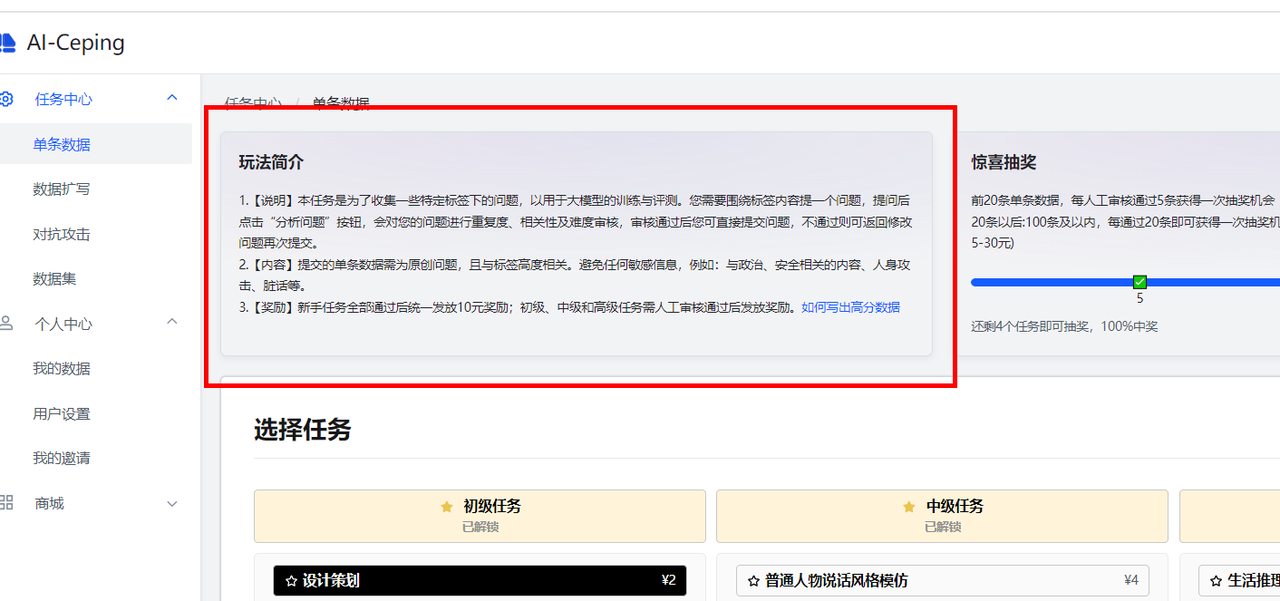 AI-Ceping
任务中心
单条数据
数据扩写
对抗攻击
数据集
个人中心
我的数据
用户设置
我的邀请
商城
任务中心 / 单条数据
玩法简介
1.【说明】本任务是为了收集一些特定标签下的问题，以用于大模型的训练与评测。您需要围绕标签内容提一个问题，提问后
点击“分析问题”按钮，会对您的问题进行重复度、相关性及难度审核，审核通过后您可直接提交问题，不通过则可返回修改
问题再次提交。
2.【内容】提交的单条数据需为原创问题，且与标签高度相关。避免任何敏感信息，例如：与政治、安全相关的内容、人身攻
击、脏话等。
3.【奖励】新手任务全部通过后统一发放10元奖励；初级、中级和高级任务需人工审核通过后发放奖励。如何写出高分数据
惊喜抽奖
前20条单条数据，每人工审核通过5条获得一次抽奖机会
20条以后:100条及以内，每通过20条即可获得一次抽奖机
5-30元)
5
还剩4个任务即可抽奖，100%中奖
选择任务
初级任务
已解锁
中级任务
已解锁
设计策划 ¥2
普通人物说话风格模仿 ¥4
生活推理